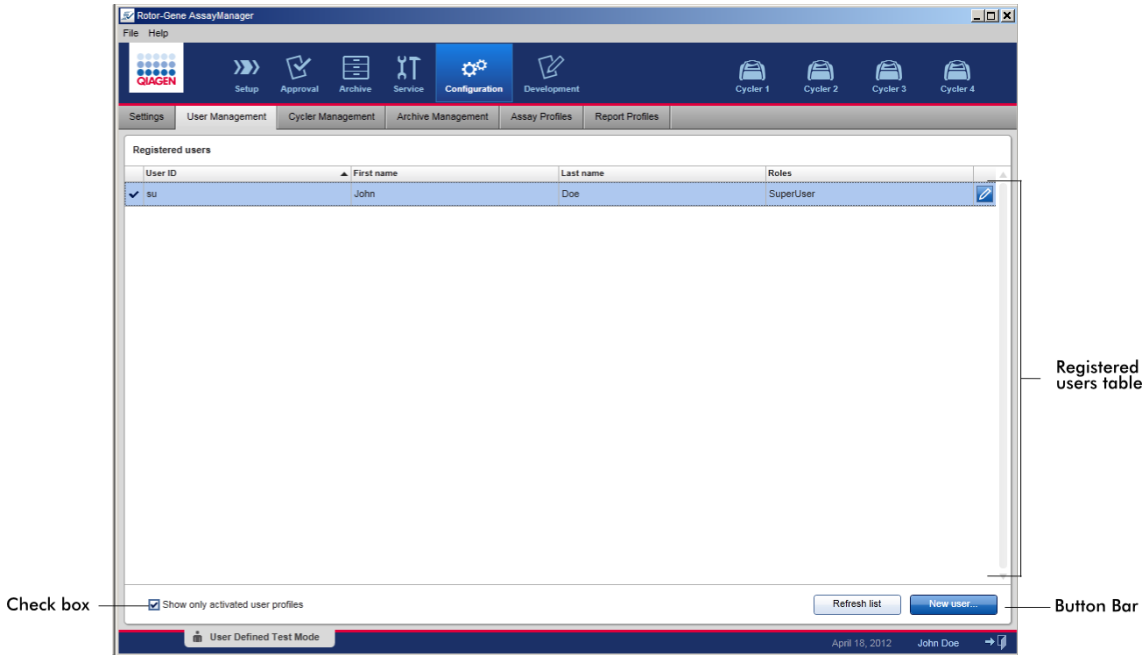 Rotor-Gene AssayManager
File Help
QIAGEN
Setup Approval Archive Service Configuration Development Cycler 1 Cycler 2 Cycler 3 Cycler 4
Settings User Management Cycler Management Archive Management Assay Profiles Report Profiles
Registered users
User ID First name Last name Roles
su John Doe SuperUser
Registered
users table
Check box
Show only activated user profiles
Refresh list New user...
Button Bar
User Defined Test Mode
April 18, 2012 John Doe